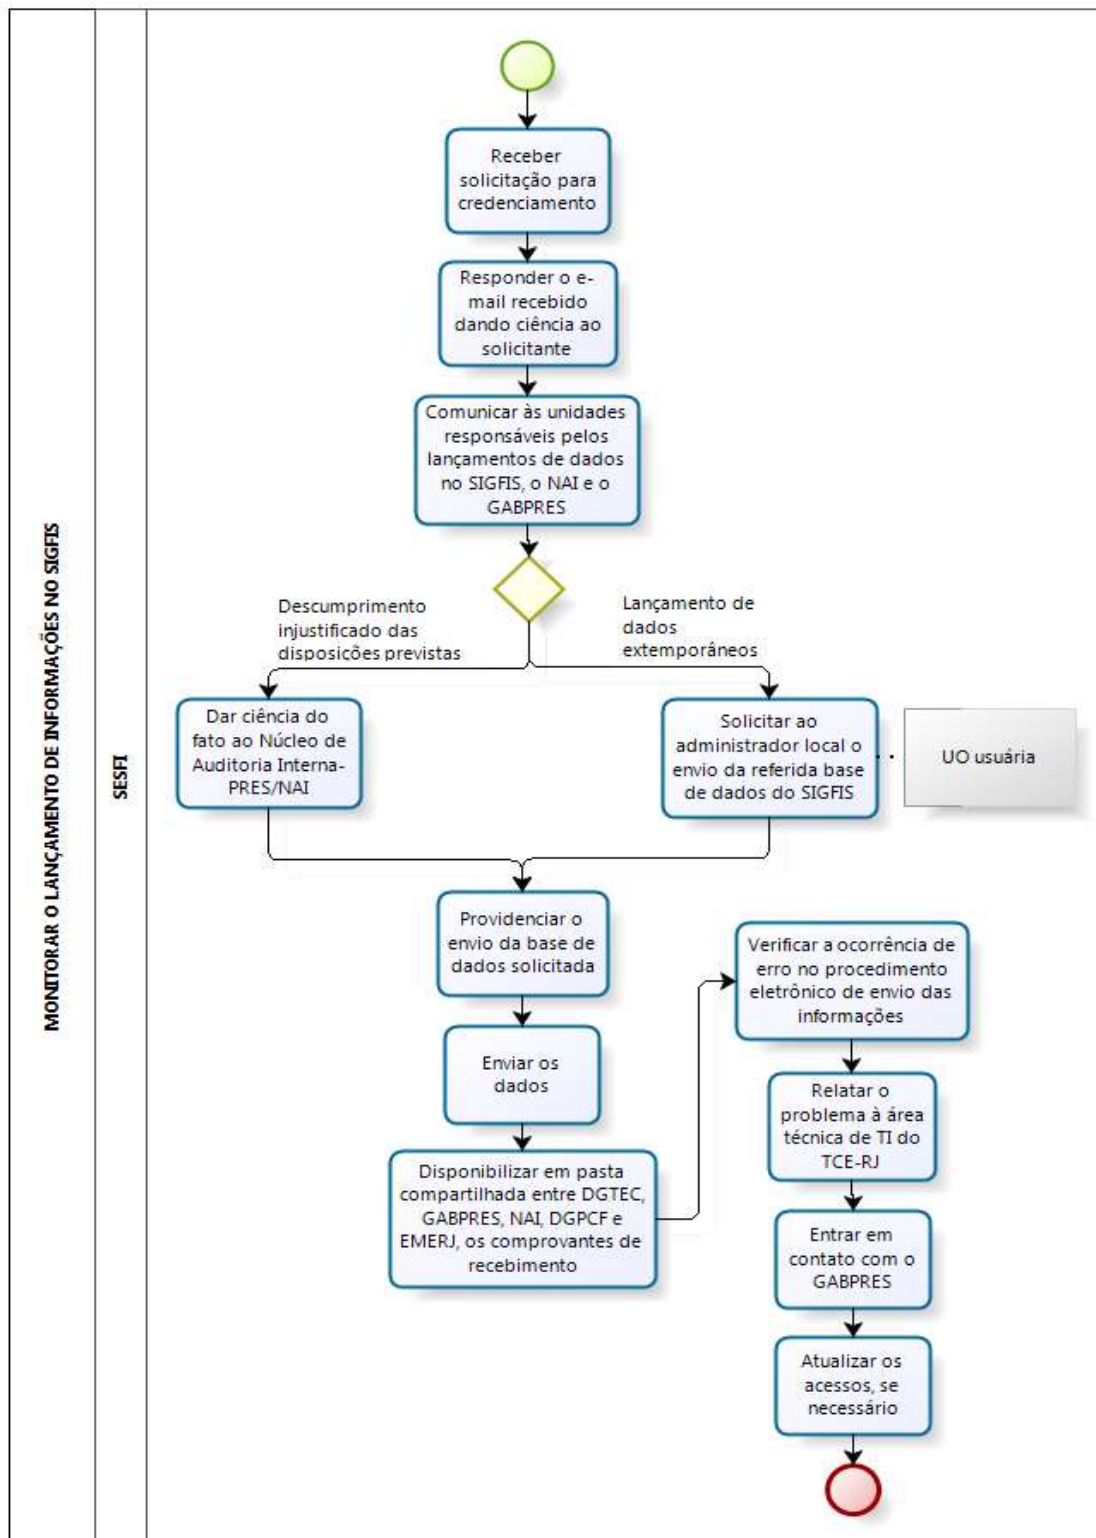 MONITORAR O LANÇAMENTO DE INFORMAÇÕES NO SIGFIS
SESFI
Receber
solicitação para
credenciamento
Responder o e-
mail recebido
dando ciência ao
solicitante
Comunicar às unidades
responsáveis pelos
lançamentos de dados
no SIGFIS, o NAI e o
GABPRES
Descumprimento
injustificado das
disposições previstas
Lançamento de
dados
extemporâneos
Dar ciência do
fato ao Núcleo de
Auditoria Interna-
PRES/NAI
Solicitar ao
administrador local o
envio da referida base
de dados do SIGFIS
UO usuária
Providenciar o
envio da base de
dados solicitada
Enviar os
dados
Disponibilizar em pasta
compartilhada entre DGTEC,
GABPRES, NAI, DGPCF e
EMERJ, os comprovantes de
recebimento
Verificar a ocorrência de
erro no procedimento
eletrônico de envio das
informações
Relatar o
problema à área
técnica de TI do
TCE-RJ
Entrar em
contato com o
GABPRES
Atualizar os
acessos, se
necessário